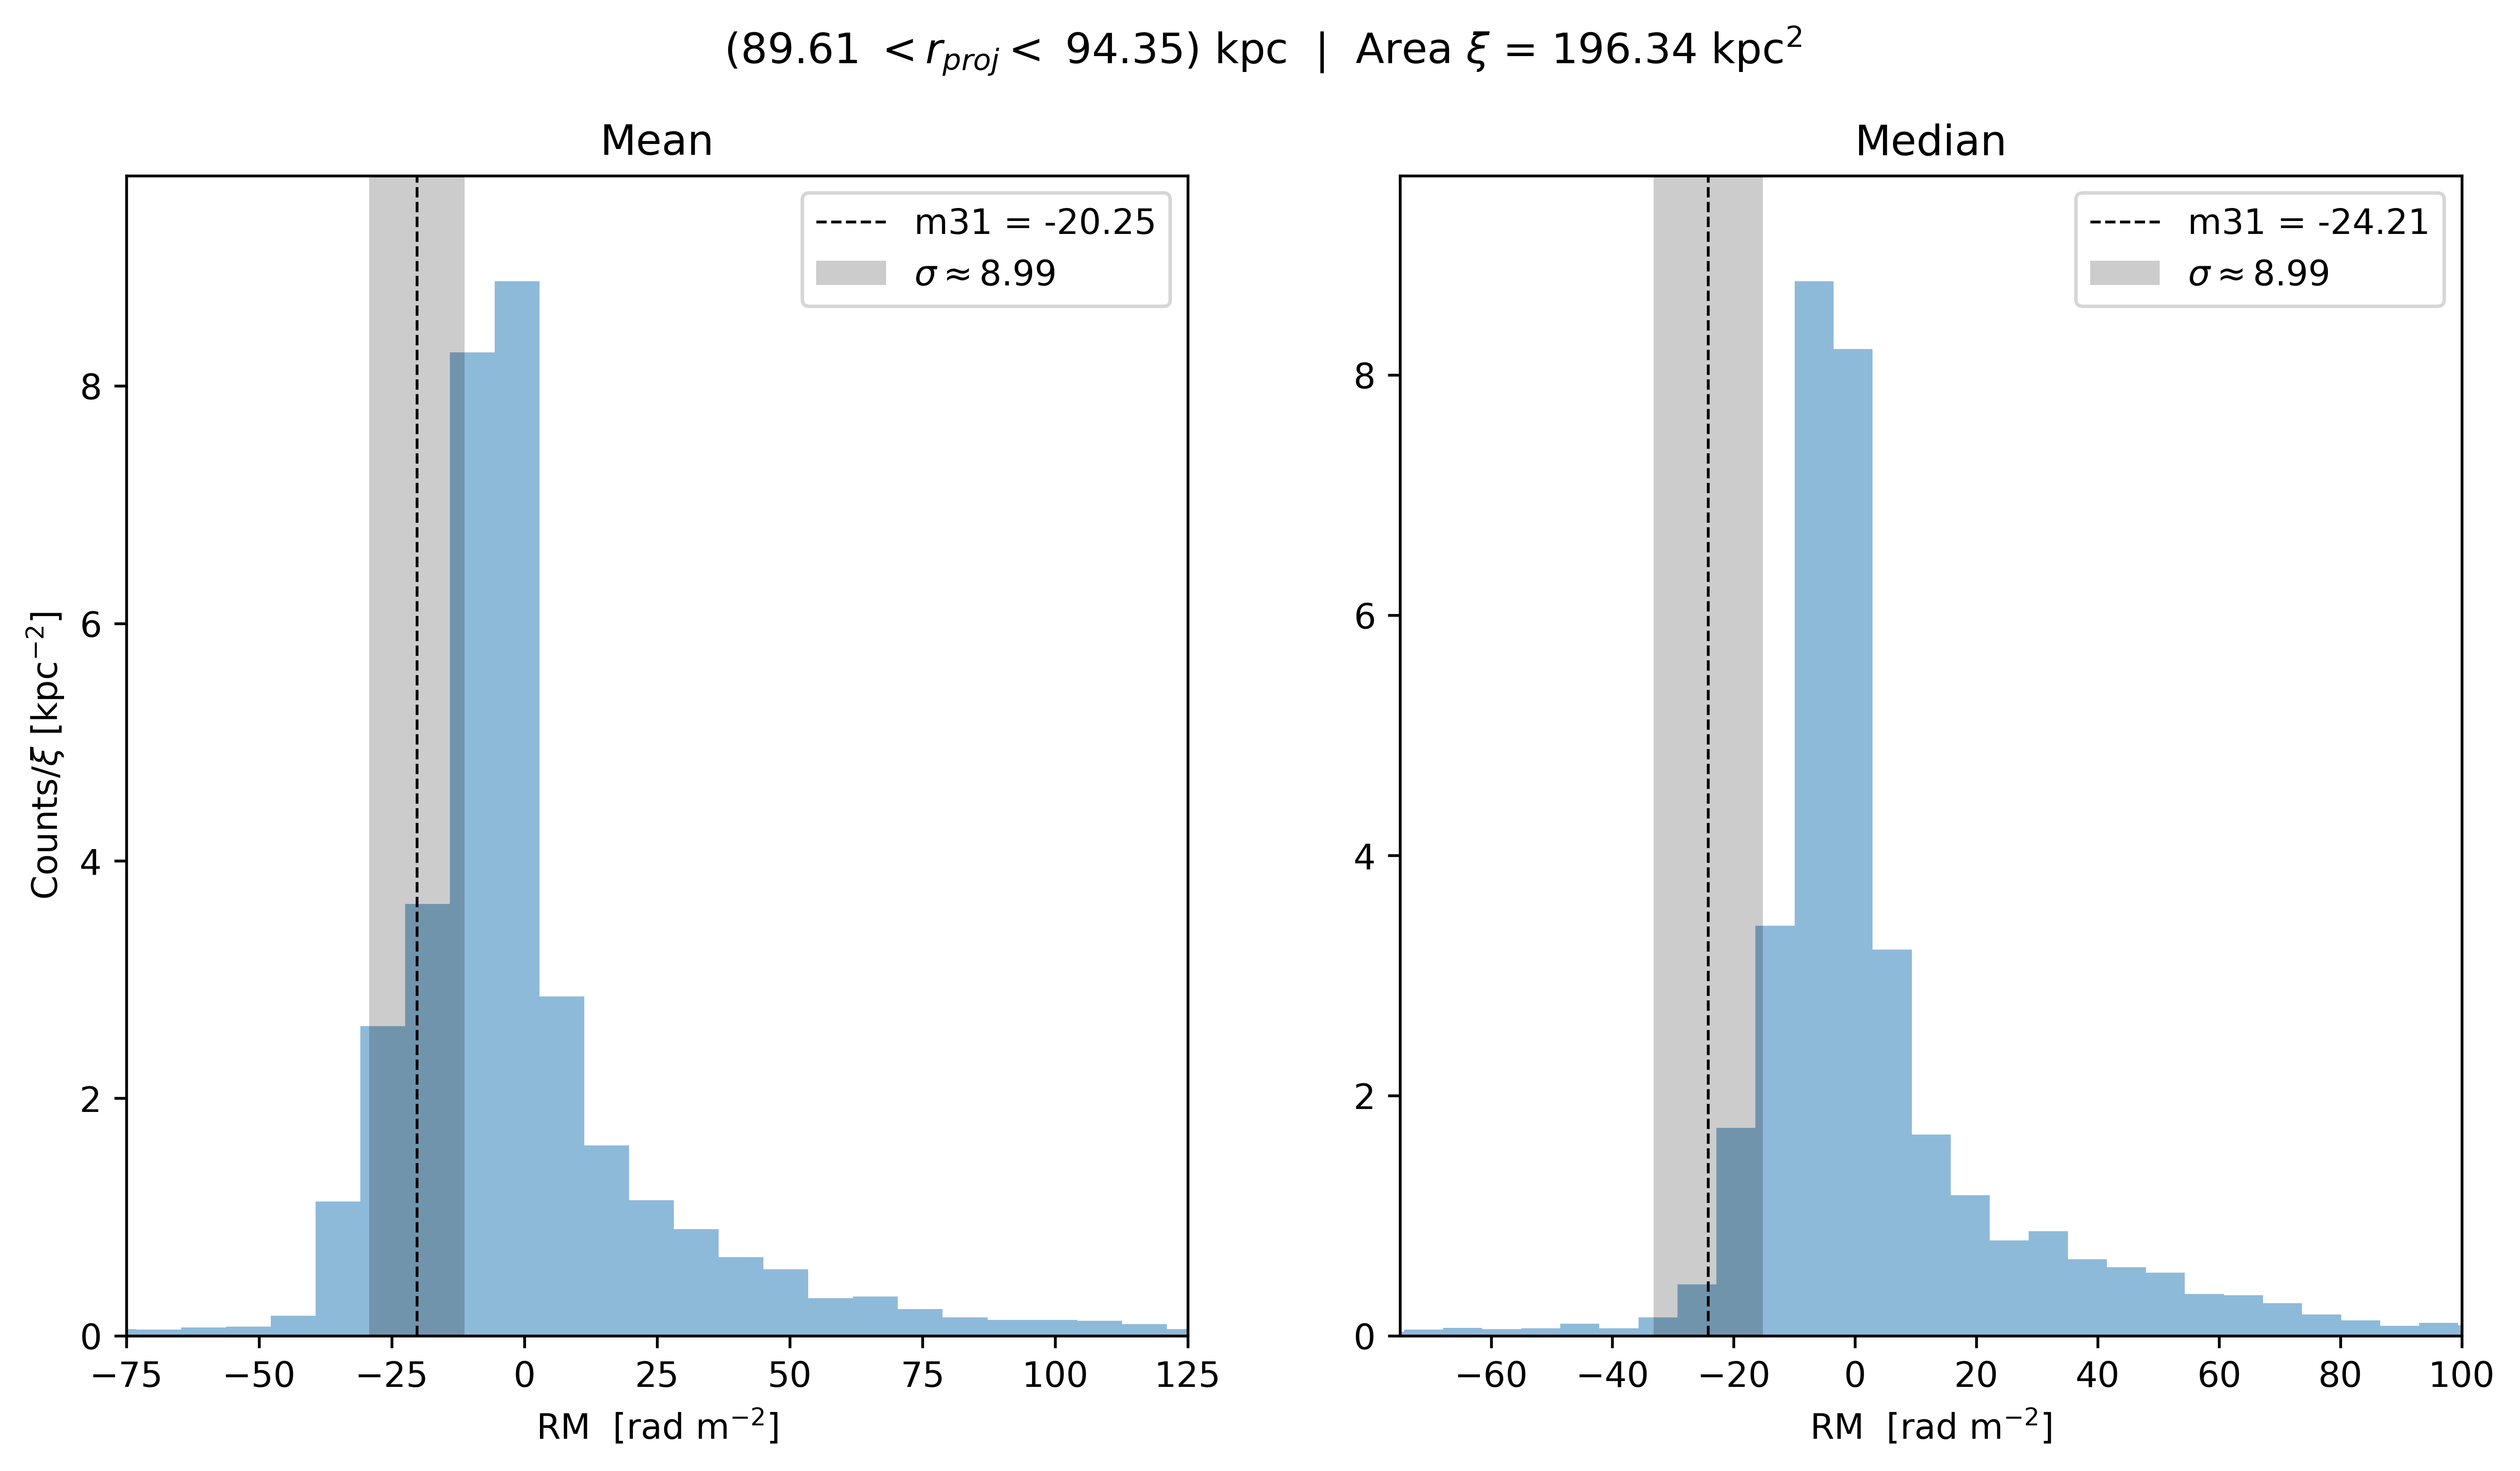 (89.61 < r_proj < 94.35) kpc | Area ξ = 196.34 kpc²
Mean
m31 = -20.25
σ ≈ 8.99
Counts/ξ [kpc⁻²]
8
6
4
2
0
−75 −50 −25 0 25 50 75 100 125
RM [rad m⁻²]
Median
m31 = -24.21
σ ≈ 8.99
8
6
4
2
0
−60 −40 −20 0 20 40 60 80 100
RM [rad m⁻²]